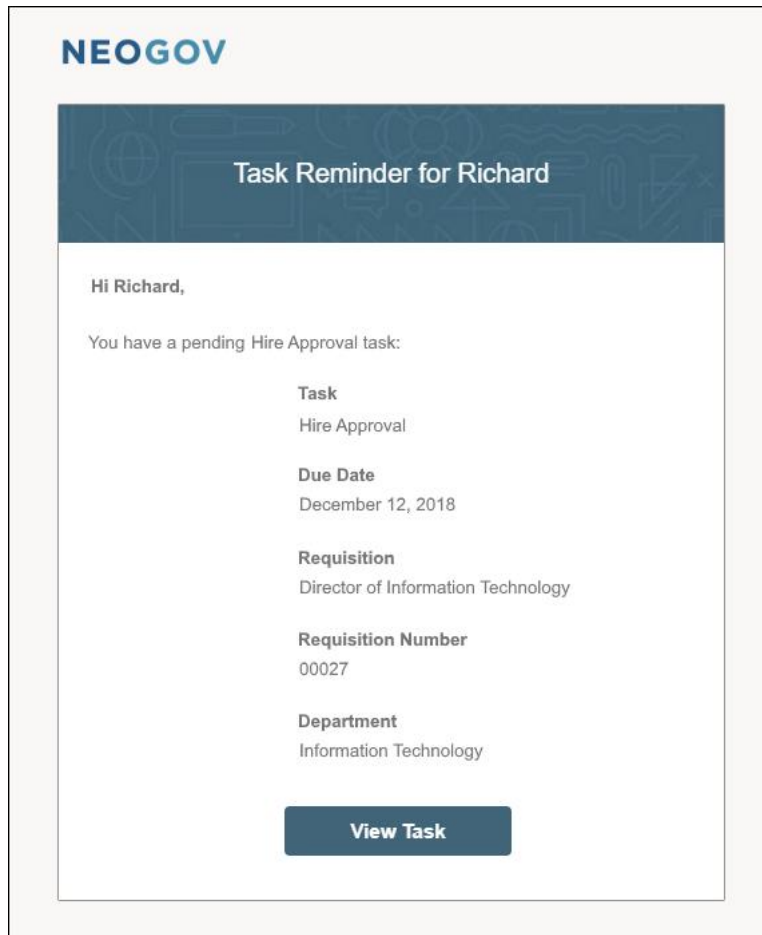 NEOGOV
Task Reminder for Richard
Hi Richard,
You have a pending Hire Approval task:
Task
Hire Approval
Due Date
December 12, 2018
Requisition
Director of Information Technology
Requisition Number
00027
Department
Information Technology
View Task